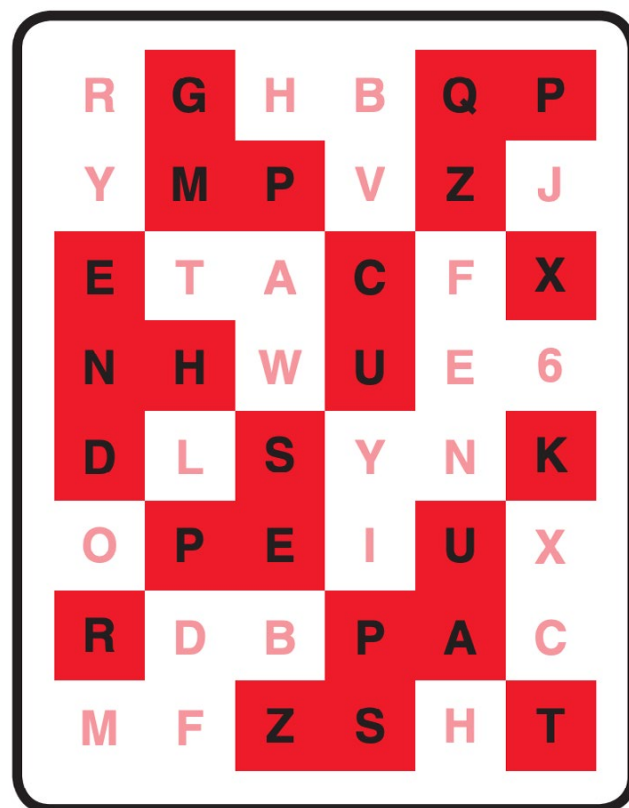 R G H B Q P
Y M P V Z J
E T A C F X
N H W U E 6
D L S Y N K
O P E I U X
R D B P A C
M F Z S H T